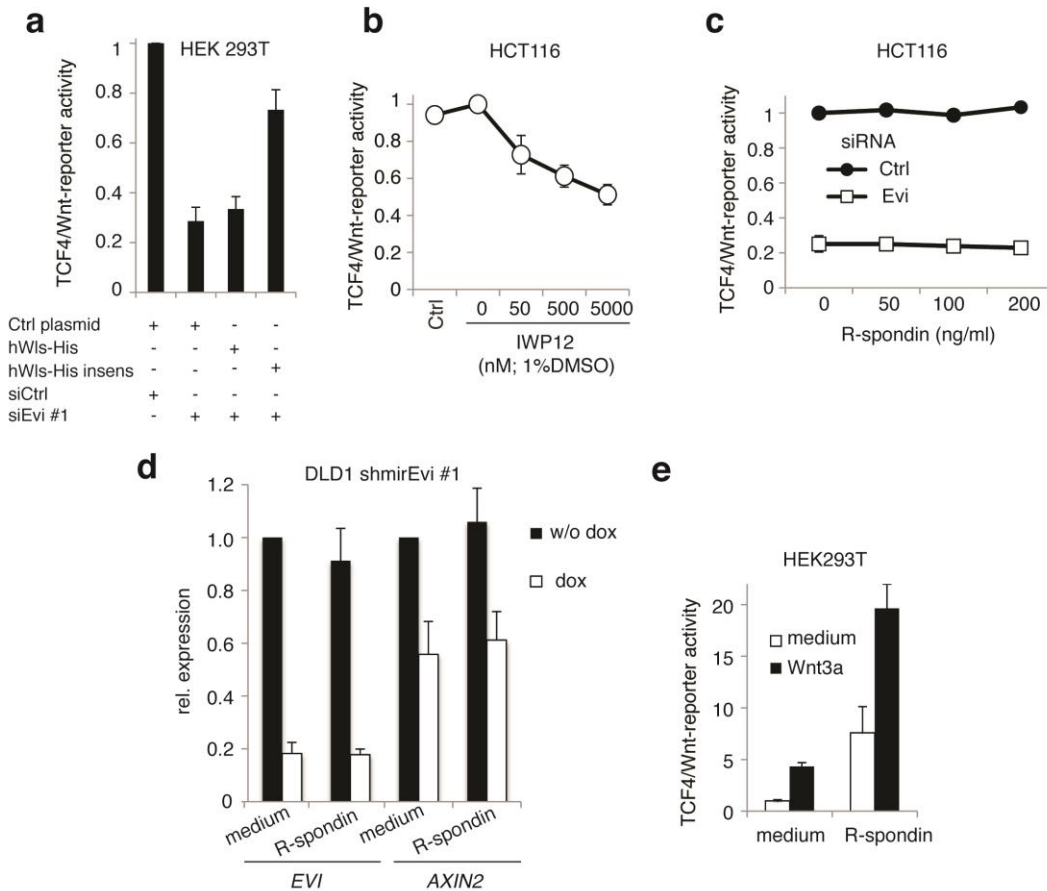 a
HEK 293T
TCF4/Wnt-reporter activity
1
0.8
0.6
0.4
0.2
0
Ctrl plasmid + + - -
hWls-His - - + -
hWls-His insens - - - +
siCtrl + - - -
siEvi #1 - + + +
b
HCT116
TCF4/Wnt-reporter activity
1
0.8
0.6
0.4
0.2
0
Ctrl 0 50 500 5000
IWP12
(nM; 1%DMSO)
c
HCT116
TCF4/Wnt-reporter activity
1
0.8
0.6
0.4
0.2
0
siRNA
Ctrl
Evi
0 50 100 200
R-spondin (ng/ml)
d
DLD1 shmirEvi #1
rel. expression
1.2
1.0
0.8
0.6
0.4
0.2
0
w/o dox
dox
medium R-spondin medium R-spondin
EVI AXIN2
e
HEK293T
TCF4/Wnt-reporter activity
20
15
10
5
0
medium
Wnt3a
medium R-spondin